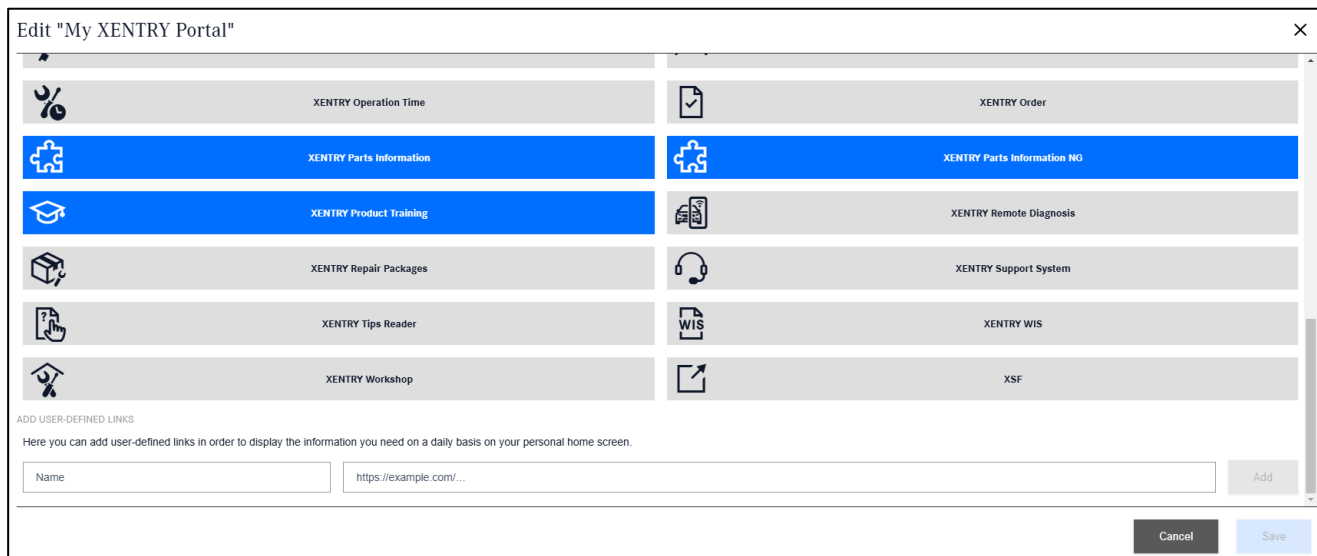 Edit "My XENTRY Portal"
XENTRY Operation Time
XENTRY Order
XENTRY Parts Information
XENTRY Parts Information NG
XENTRY Product Training
XENTRY Remote Diagnosis
XENTRY Repair Packages
XENTRY Support System
XENTRY Tips Reader
WIS
XENTRY WIS
XENTRY Workshop
XSF
ADD USER-DEFINED LINKS
Here you can add user-defined links in order to display the information you need on a daily basis on your personal home screen.
Name
https://example.com/...
Add
Cancel
Save